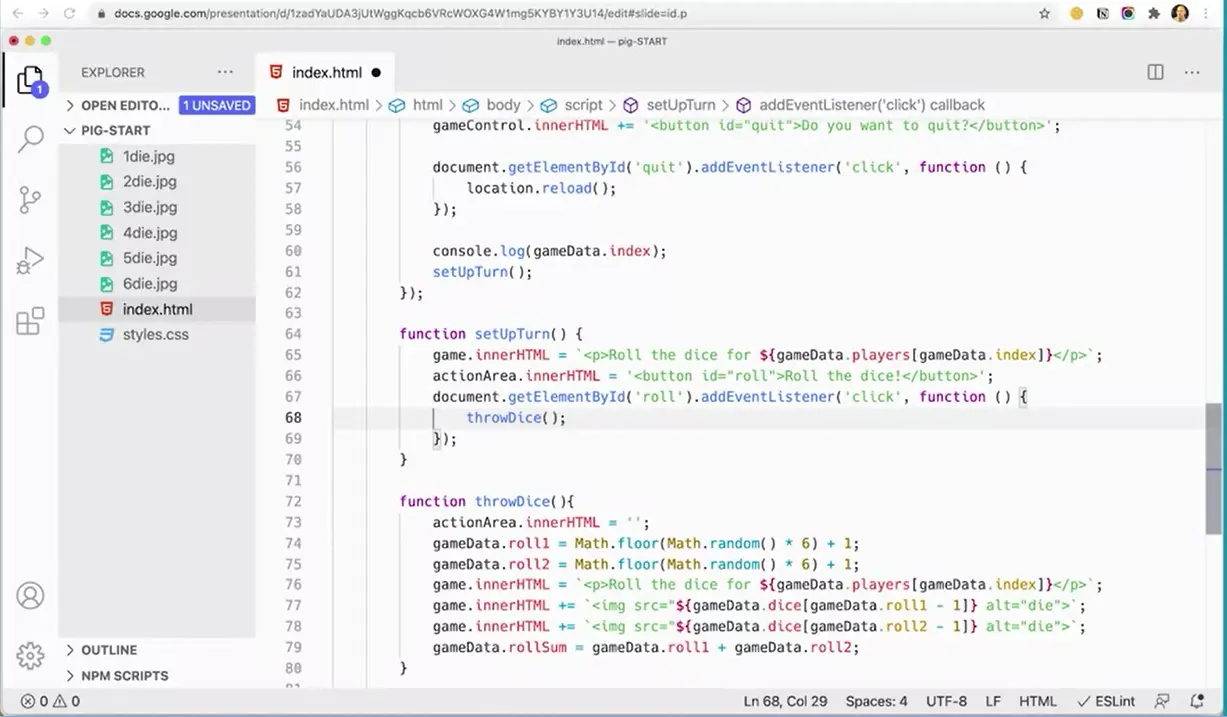 docs.google.com/presentation/d/1zadYaUDA3jUtWggKqcb6VRcWOXG4W1mg5KYBY1Y3U14/edit#slide=id.p
index.html — pig-START
EXPLORER
index.html
1
OPEN EDITO... 1 UNSAVED
index.html > html > body > script > setUpTurn > addEventListener('click') callback
PIG-START
1die.jpg
2die.jpg
3die.jpg
4die.jpg
5die.jpg
6die.jpg
index.html
styles.css
OUTLINE
NPM SCRIPTS
54 gameControl.innerHTML += '<button id="quit">Do you want to quit?</button>';
55
56 document.getElementById('quit').addEventListener('click', function () {
57 location.reload();
58 });
59
60 console.log(gameData.index);
61 setUpTurn();
62 });
63
64 function setUpTurn() {
65 game.innerHTML = `<p>Roll the dice for ${gameData.players[gameData.index]}</p>`;
66 actionArea.innerHTML = '<button id="roll">Roll the dice!</button>';
67 document.getElementById('roll').addEventListener('click', function () {
68 throwDice();
69 });
70 }
71
72 function throwDice(){
73 actionArea.innerHTML = '';
74 gameData.roll1 = Math.floor(Math.random() * 6) + 1;
75 gameData.roll2 = Math.floor(Math.random() * 6) + 1;
76 game.innerHTML = `<p>Roll the dice for ${gameData.players[gameData.index]}</p>`;
77 game.innerHTML += `<img src="${gameData.dice[gameData.roll1 - 1]} alt="die">`;
78 game.innerHTML += `<img src="${gameData.dice[gameData.roll2 - 1]} alt="die">`;
79 gameData.rollSum = gameData.roll1 + gameData.roll2;
80 }
0 0
Ln 68, Col 29 Spaces: 4 UTF-8 LF HTML ESLint